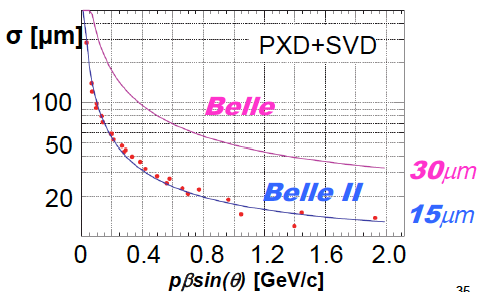 σ [µm]
PXD+SVD
100
Belle
50
30µm
20
Belle II
15µm
0 0.4 0.8 1.2 1.6 2.0
pβsin(θ) [GeV/c]
35